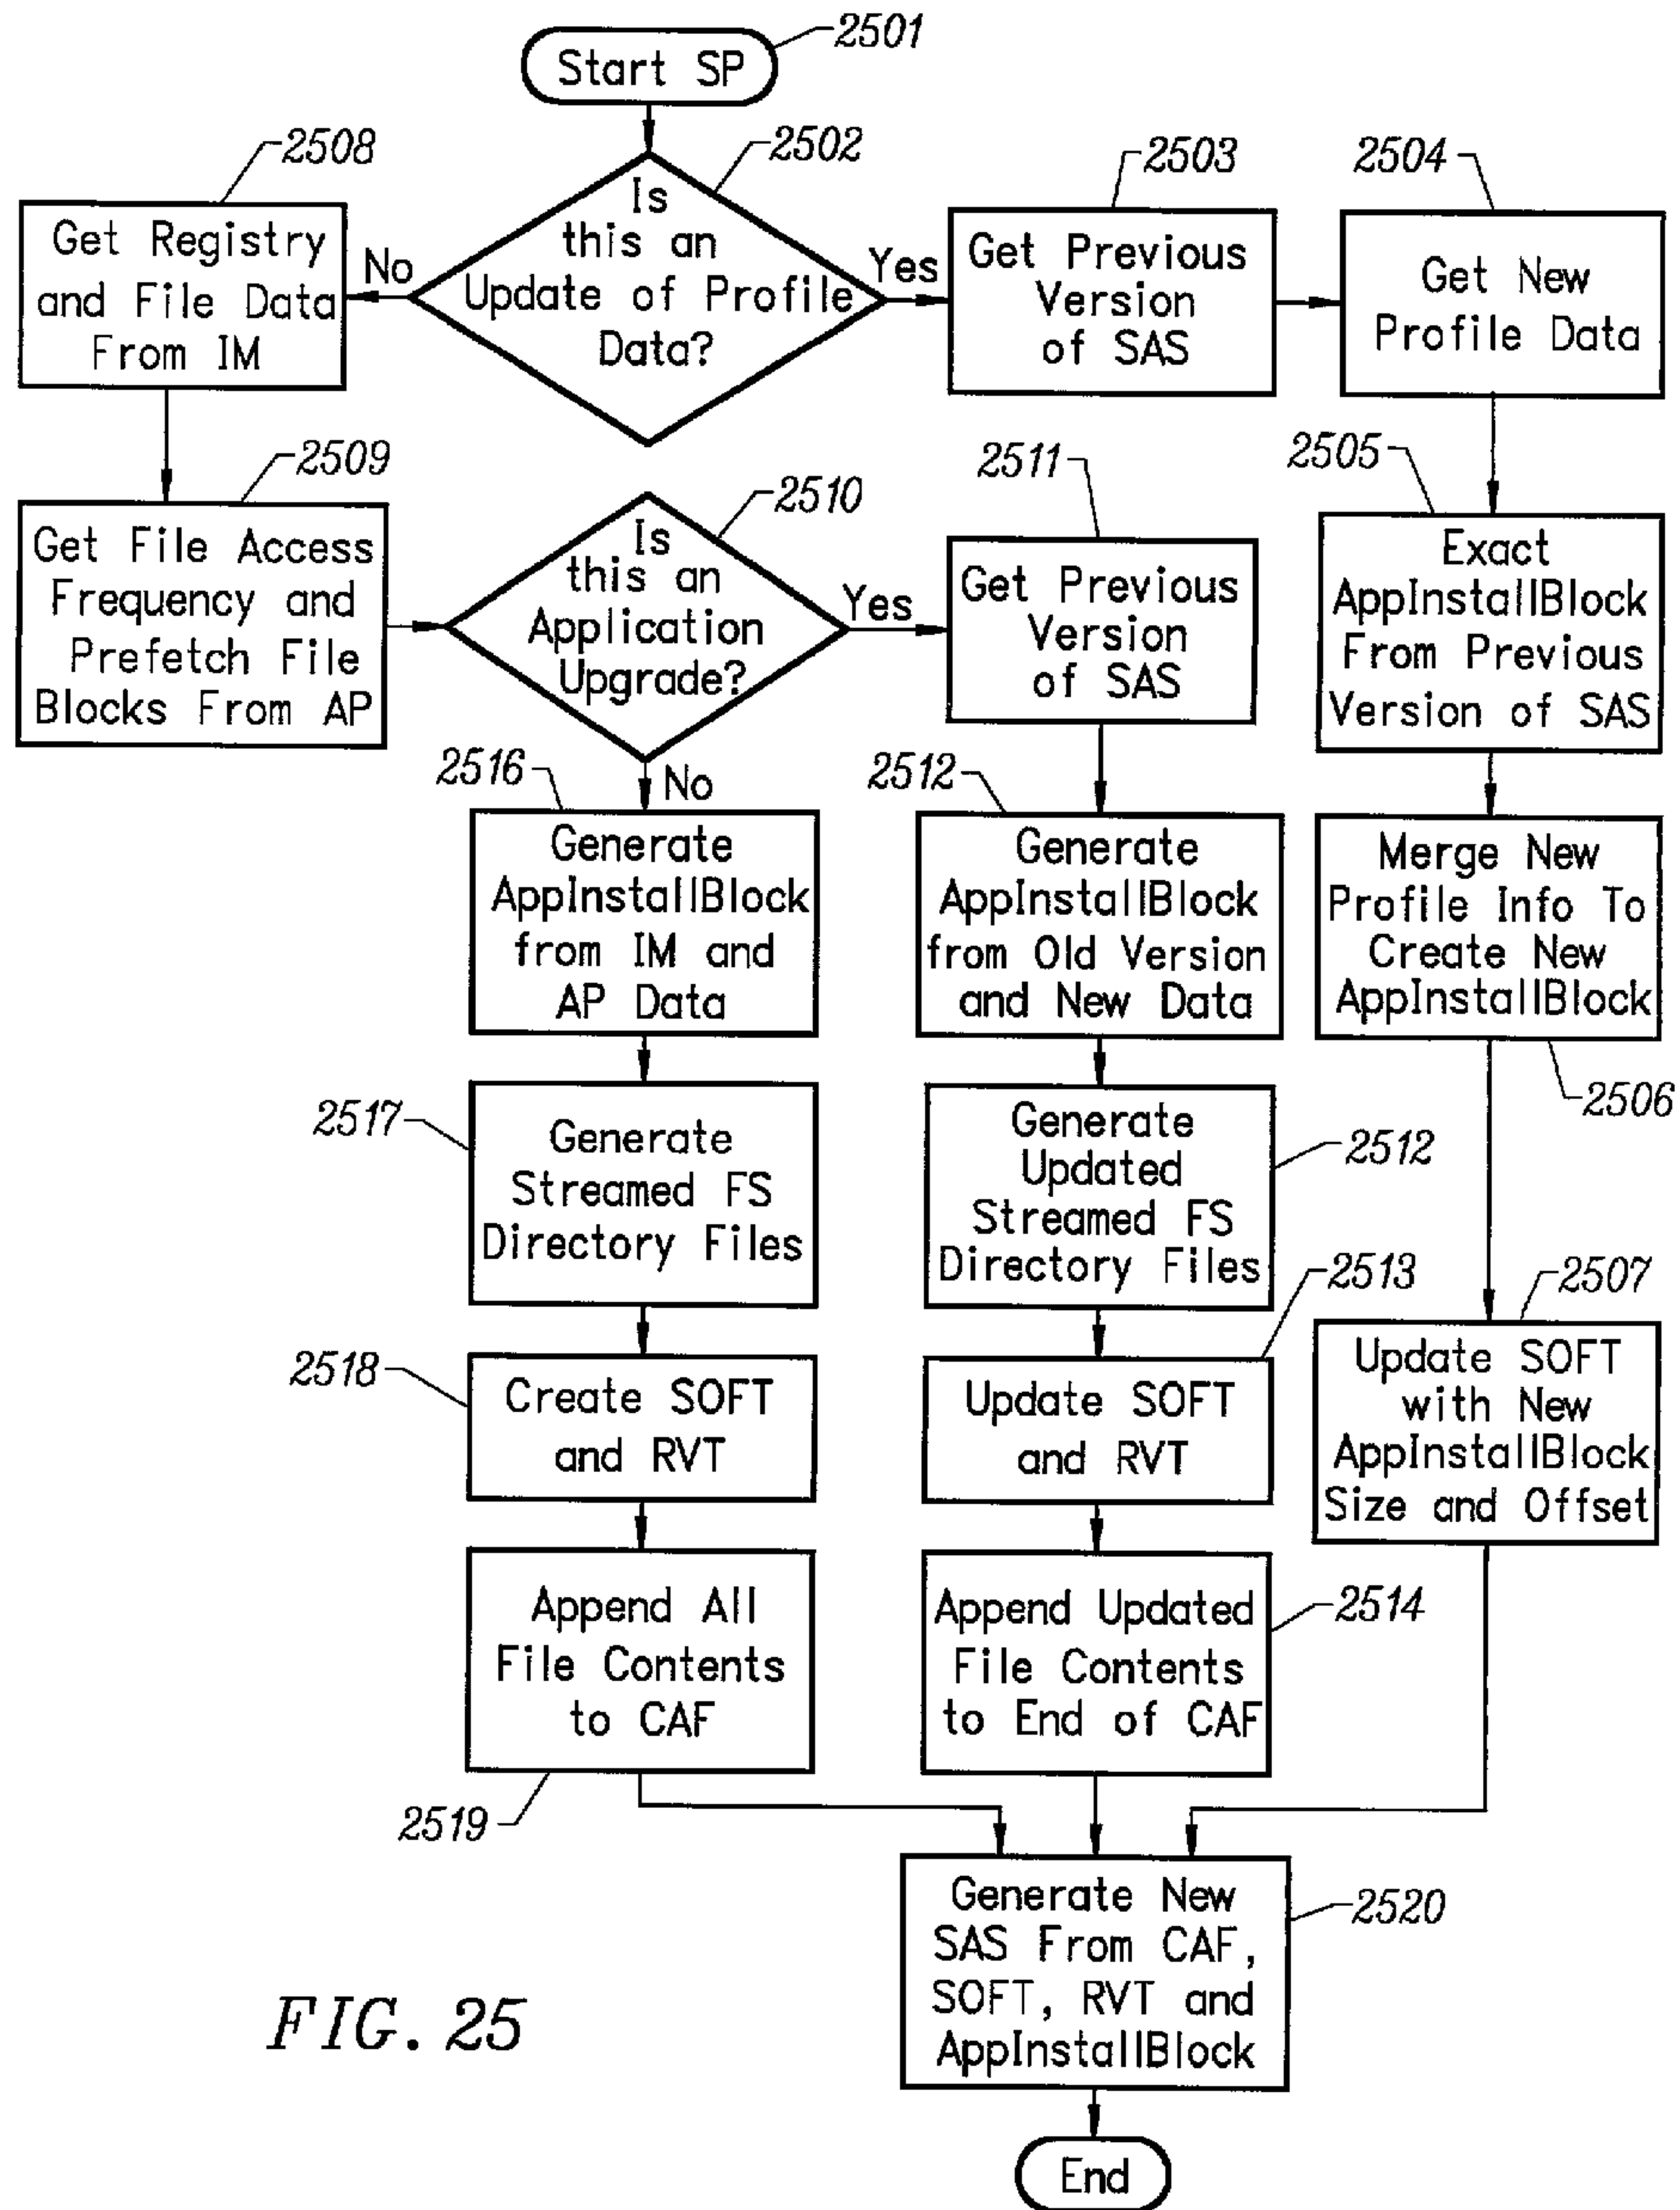 2501
Start SP
2508
2502
2503
2504
Get Registry
and File Data
From IM
No
Is
this an
Update of Profile
Data?
Yes
Get Previous
Version
of SAS
Get New
Profile Data
2509
2510
2511
2505
Get File Access
Frequency and
Prefetch File
Blocks From AP
Is
this an
Application
Upgrade?
Yes
Get Previous
Version
of SAS
Exact
AppInstallBlock
From Previous
Version of SAS
2516
No
2512
Generate
AppInstallBlock
from IM and
AP Data
Generate
AppInstallBlock
from Old Version
and New Data
Merge New
Profile Info To
Create New
AppInstallBlock
2506
2517
Generate
Streamed FS
Directory Files
Generate
Updated
Streamed FS
Directory Files
2512
2513
2507
2518
Create SOFT
and RVT
Update SOFT
and RVT
Update SOFT
with New
AppInstallBlock
Size and Offset
Append All
File Contents
to CAF
2519
Append Updated
File Contents
to End of CAF
2514
Generate New
SAS From CAF,
SOFT, RVT and
AppInstallBlock
2520
FIG. 25
End